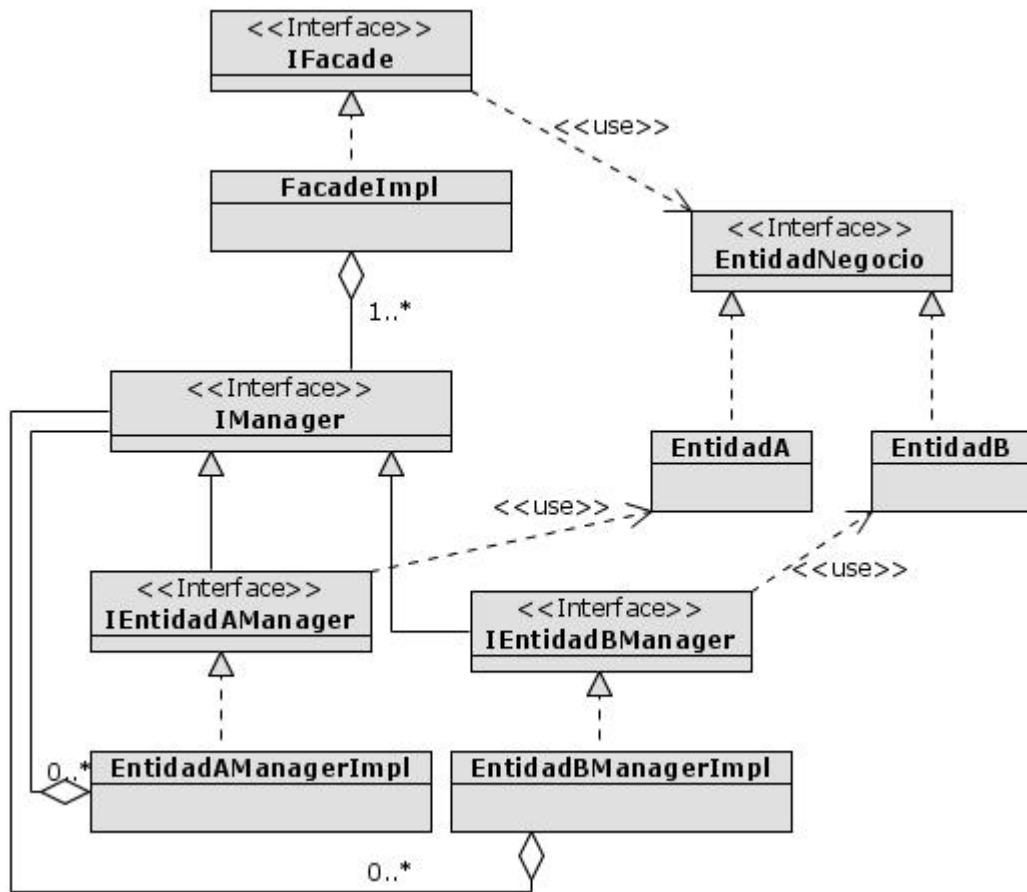 <<Interface>>
IFacade
<<use>>
FacadeImpl
<<Interface>>
EntidadNegocio
1..*
<<Interface>>
IManager
EntidadA
EntidadB
<<use>>
<<use>>
<<Interface>>
IEntidadAManager
<<Interface>>
IEntidadBManager
0..*
EntidadAManagerImpl
EntidadBManagerImpl
0..*